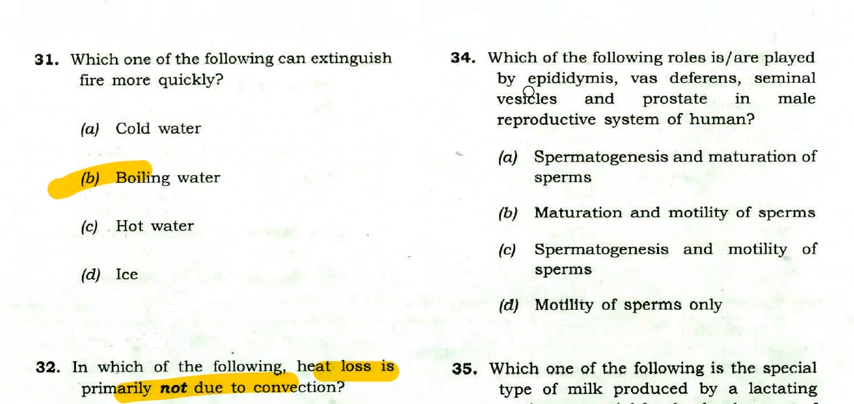 31. Which one of the following can extinguish
fire more quickly?
(a) Cold water
(b) Boiling water
(c) Hot water
(d) Ice
32. In which of the following, heat loss is
primarily not due to convection?
34. Which of the following roles is/are played
by epididymis, vas deferens, seminal
vesicles and prostate in male
reproductive system of human?
(a) Spermatogenesis and maturation of
sperms
(b) Maturation and motility of sperms
(c) Spermatogenesis and motility of
sperms
(d) Motility of sperms only
35. Which one of the following is the special
type of milk produced by a lactating